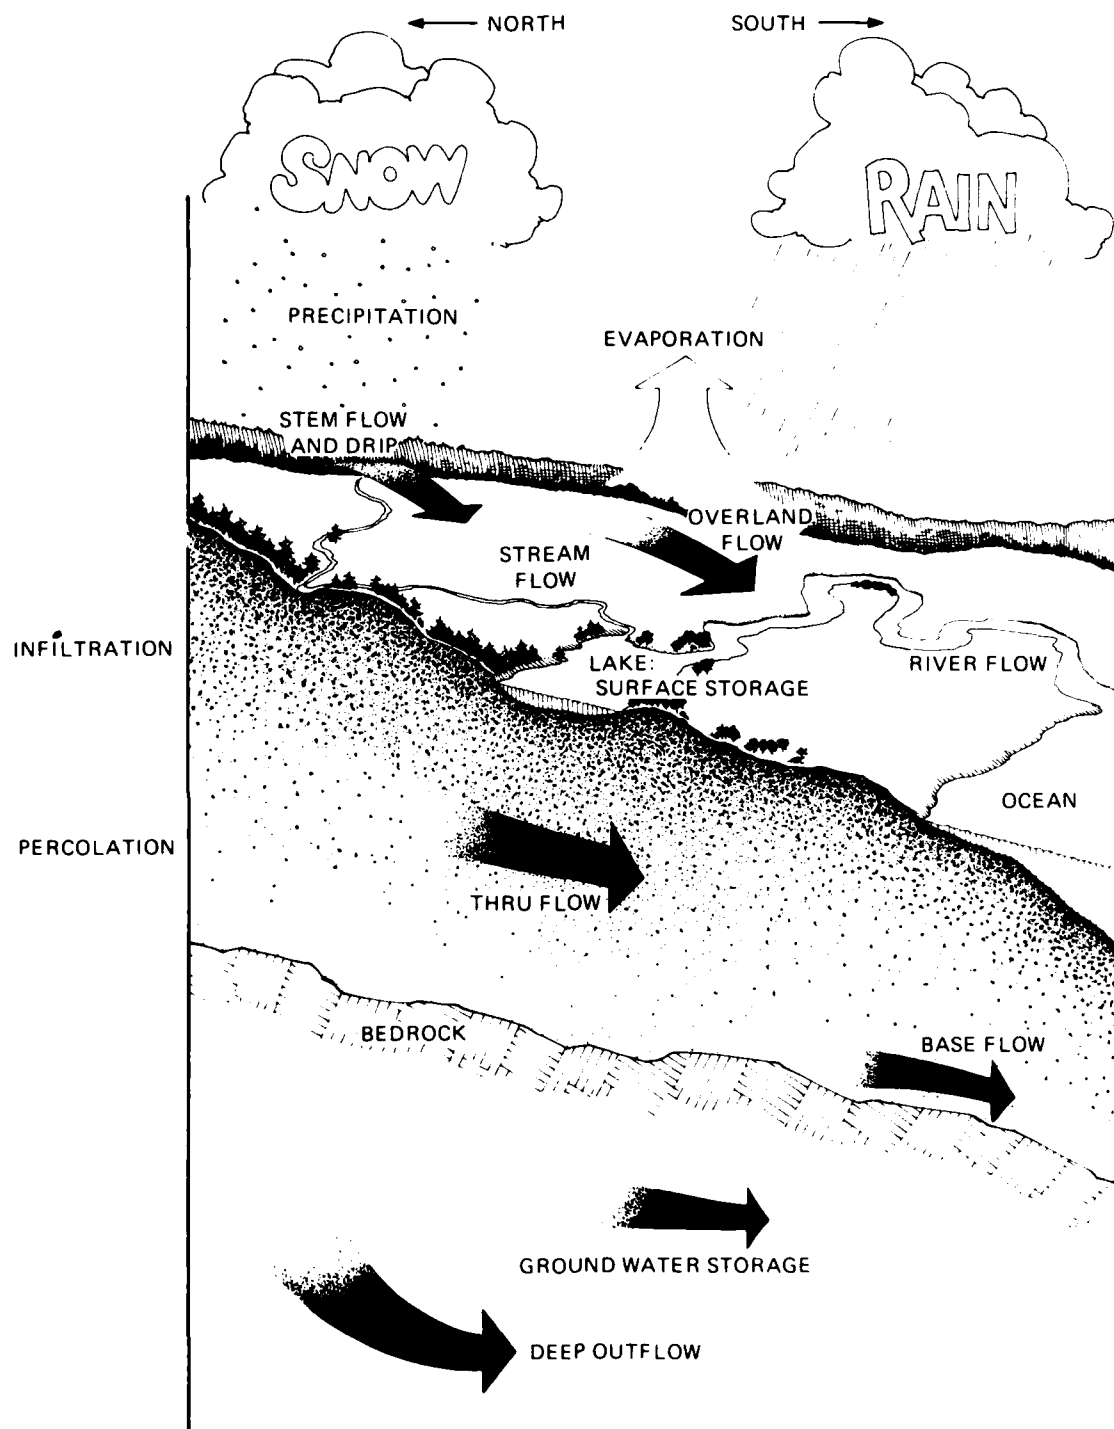 NORTH
SOUTH
SNOW
RAIN
PRECIPITATION
EVAPORATION
STEM FLOW
AND DRIP
OVERLAND
FLOW
STREAM
FLOW
INFILTRATION
LAKE:
SURFACE STORAGE
RIVER FLOW
OCEAN
PERCOLATION
THRU FLOW
BEDROCK
BASE FLOW
GROUND WATER STORAGE
DEEP OUTFLOW